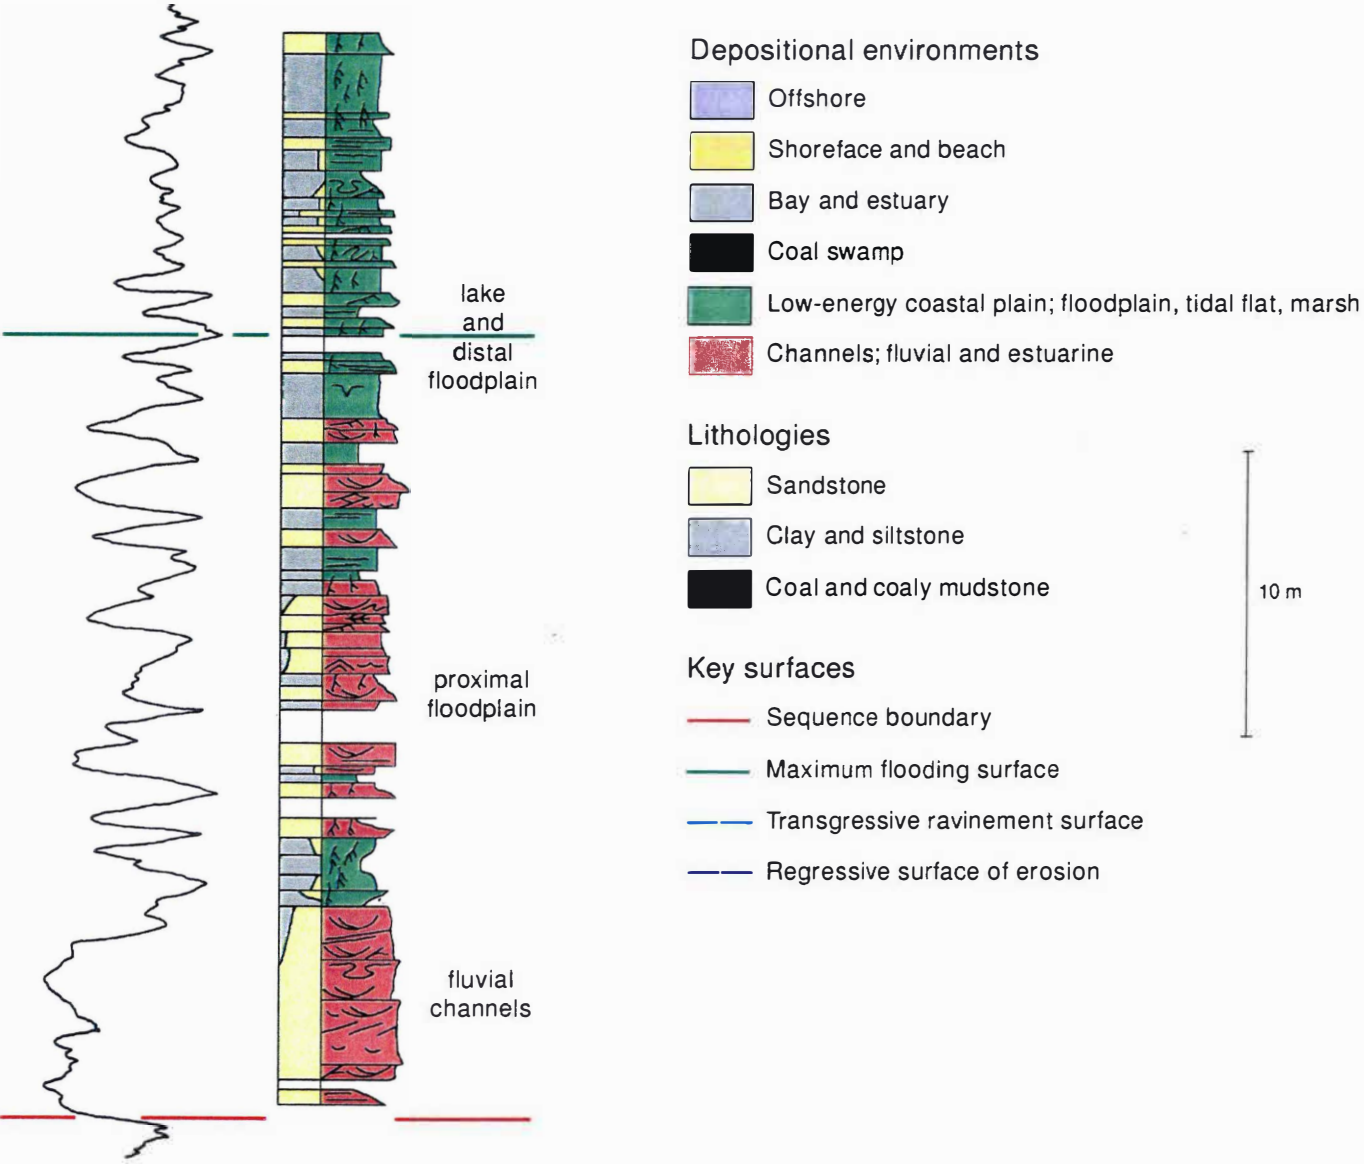 lake
and
distal
floodplain
proximal
floodplain
fluvial
channels
Depositional environments
Offshore
Shoreface and beach
Bay and estuary
Coal swamp
Low-energy coastal plain; floodplain, tidal flat, marsh
Channels; fluvial and estuarine
Lithologies
Sandstone
Clay and siltstone
Coal and coaly mudstone
Key surfaces
Sequence boundary
Maximum flooding surface
Transgressive ravinement surface
Regressive surface of erosion
10 m